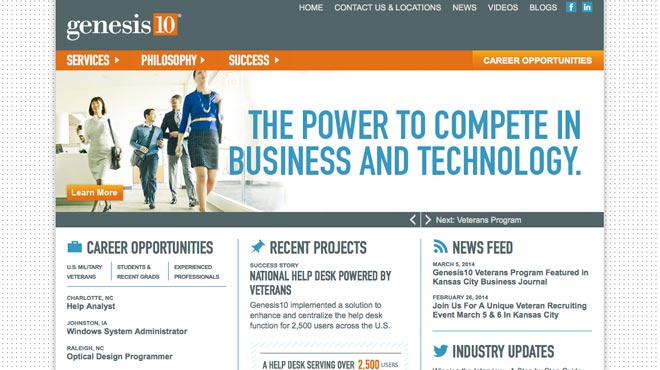 HOME CONTACT US & LOCATIONS NEWS VIDEOS BLOGS f in
genesis10
SERVICES PHILOSOPHY SUCCESS CAREER OPPORTUNITIES
THE POWER TO COMPETE IN
BUSINESS AND TECHNOLOGY.
Learn More
Next: Veterans Program
CAREER OPPORTUNITIES
U.S. MILITARY
VETERANS
STUDENTS &
RECENT GRADS
EXPERIENCED
PROFESSIONALS
CHARLOTTE, NC
Help Analyst
JOHNSTON, IA
Windows System Administrator
RALEIGH, NC
Optical Design Programmer
RECENT PROJECTS
SUCCESS STORY
NATIONAL HELP DESK POWERED BY
VETERANS
Genesis10 implemented a solution to
enhance and centralize the help desk
function for 2,500 users across the U.S.
A HELP DESK SERVING OVER 2,500 USERS
NEWS FEED
MARCH 5, 2014
Genesis10 Veterans Program Featured in
Kansas City Business Journal
FEBRUARY 26, 2014
Join Us For A Unique Veteran Recruiting
Event March 5 & 6 In Kansas City
INDUSTRY UPDATES